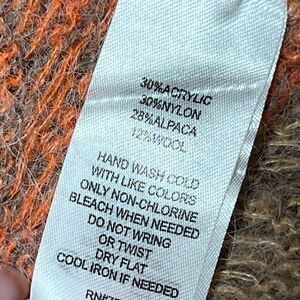 30%ACRYLIC
30%NYLON
28%ALPACA
12%WOOL
HAND WASH COLD
WITH LIKE COLORS
ONLY NON-CHLORINE
BLEACH WHEN NEEDED
DO NOT WRING
OR TWIST
DRY FLAT
COOL IRON IF NEEDED